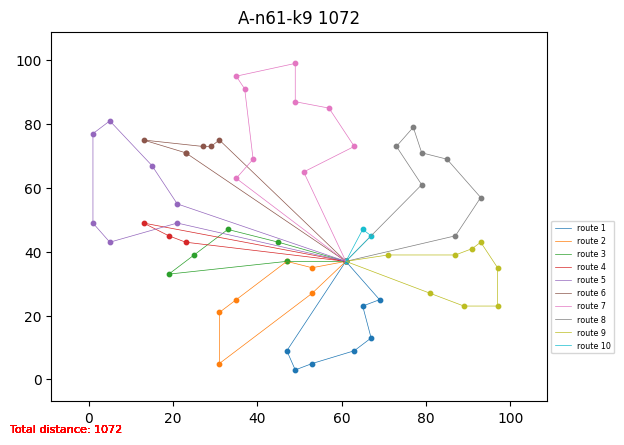 A-n61-k9 1072
100
80
60
40
20
0
0 20 40 60 80 100
route 1
route 2
route 3
route 4
route 5
route 6
route 7
route 8
route 9
route 10
Total distance: 1072